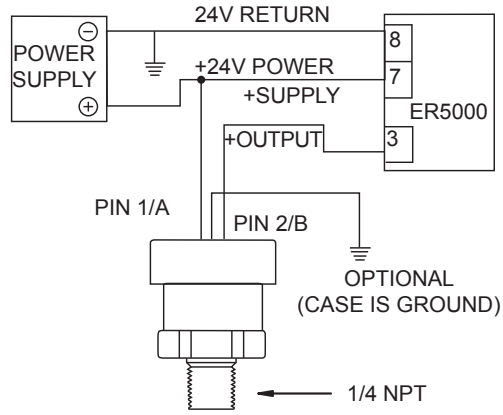 24V RETURN
POWER
SUPPLY
8
+24V POWER
7
+SUPPLY
ER5000
+OUTPUT
3
PIN 1/A
PIN 2/B
OPTIONAL
(CASE IS GROUND)
1/4 NPT